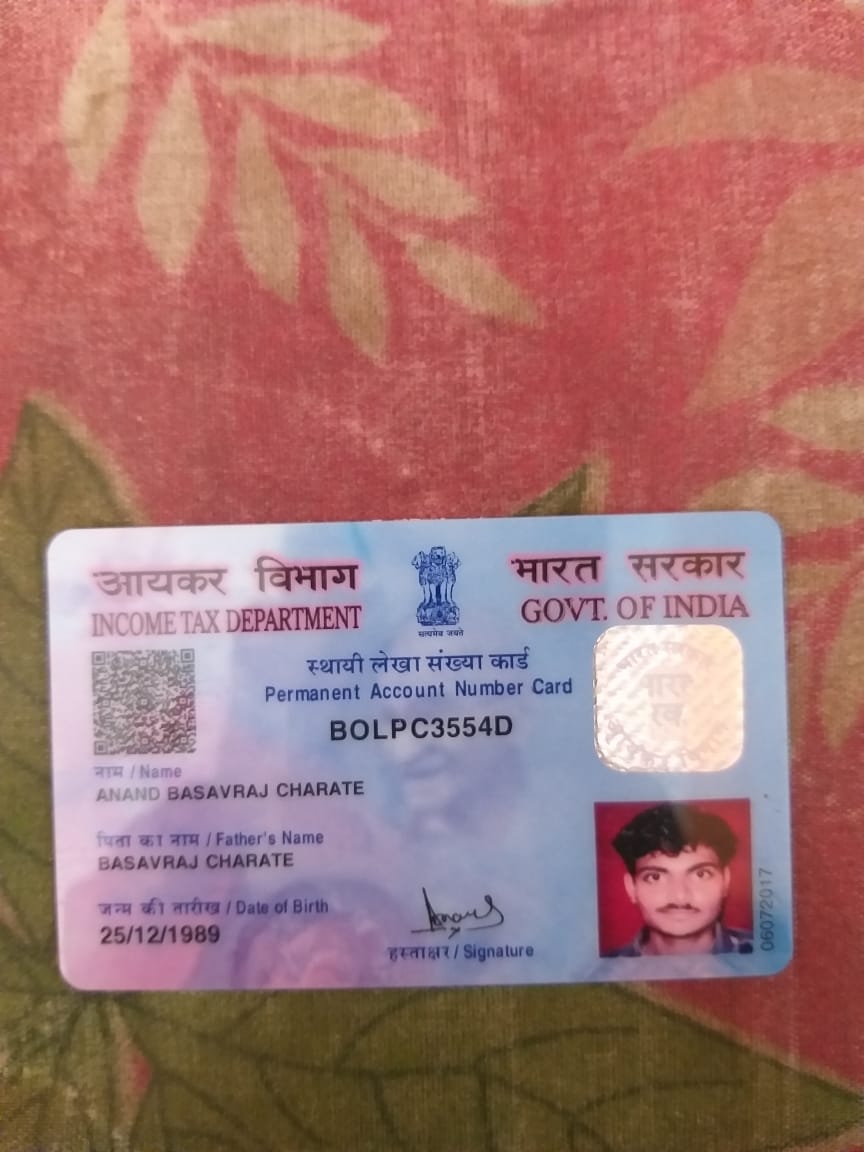 आयकर विभाग
INCOME TAX DEPARTMENT
सत्यमेव जयते
भारत सरकार
GOVT. OF INDIA
स्थायी लेखा संख्या कार्ड
Permanent Account Number Card
BOLPC3554D
नाम / Name
ANAND BASAVRAJ CHARATE
पिता का नाम / Father's Name
BASAVRAJ CHARATE
जन्म की तारीख / Date of Birth
25/12/1989
हस्ताक्षर / Signature
06072017